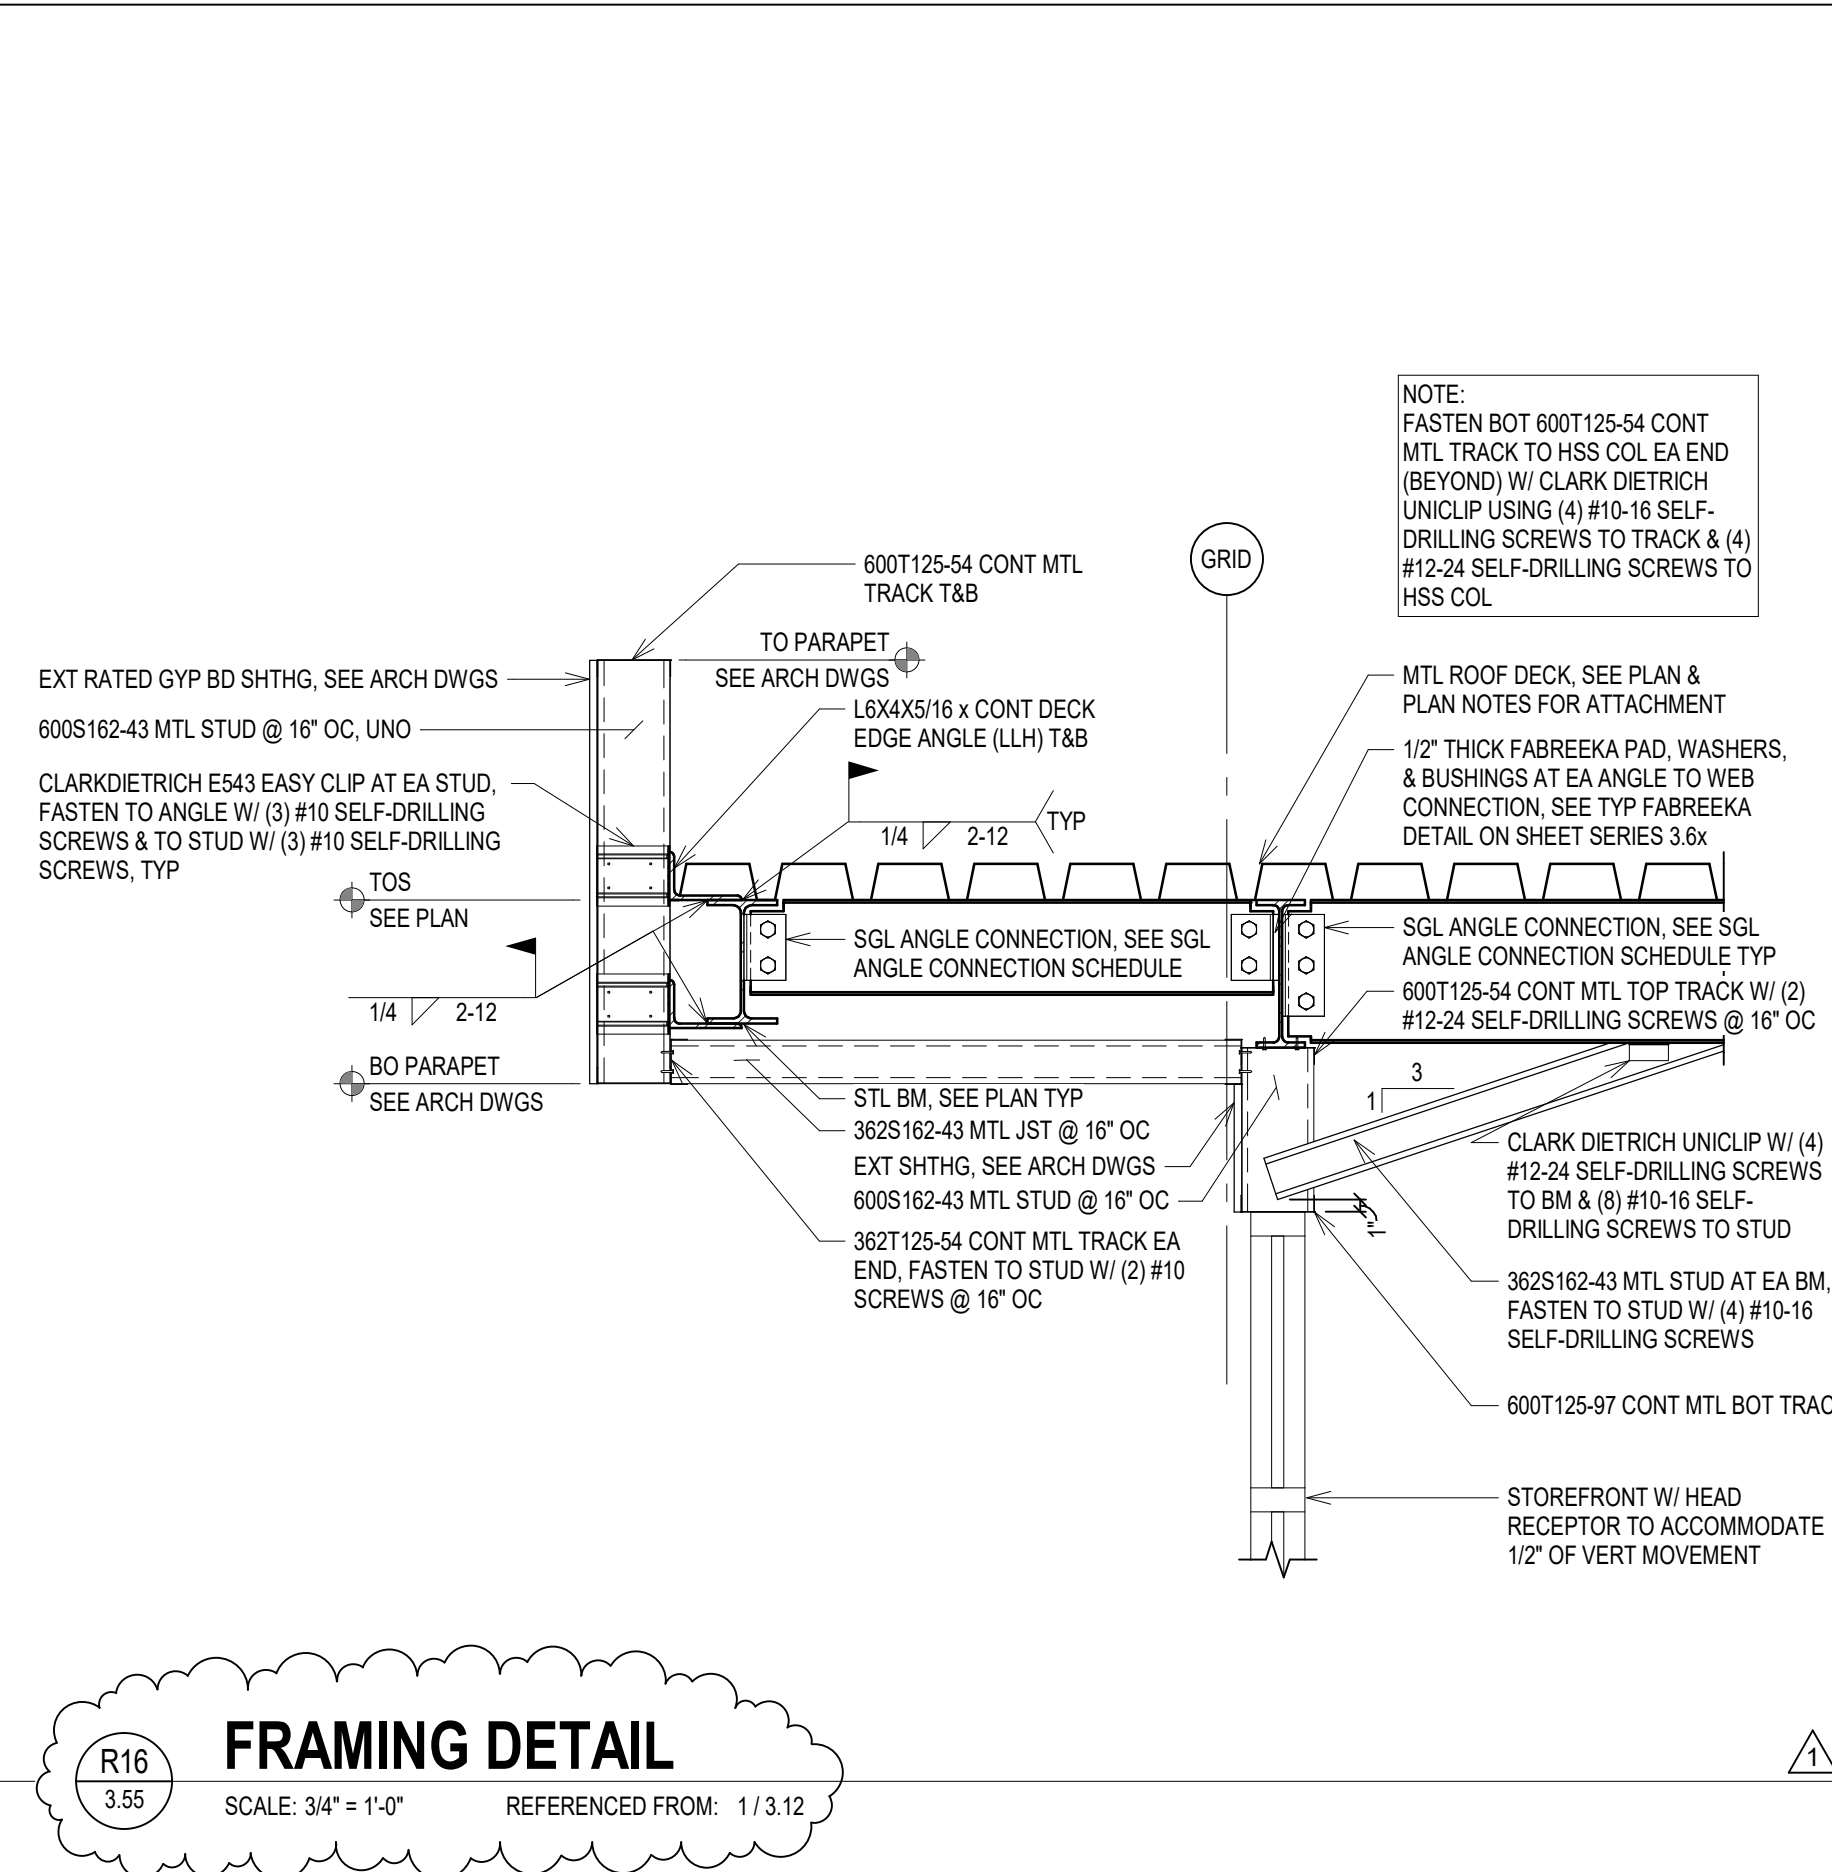 NOTE:
FASTEN BOT 600T125-54 CONT
MTL TRACK TO HSS COL EA END
(BEYOND) W/ CLARK DIETRICH
UNICLIP USING (4) #10-16 SELF-
DRILLING SCREWS TO TRACK & (4)
#12-24 SELF-DRILLING SCREWS TO
HSS COL
GRID
600T125-54 CONT MTL
TRACK T&B
TO PARAPET
SEE ARCH DWGS
EXT RATED GYP BD SHTHG, SEE ARCH DWGS
600S162-43 MTL STUD @ 16" OC, UNO
CLARKDIETRICH E543 EASY CLIP AT EA STUD,
FASTEN TO ANGLE W/ (3) #10 SELF-DRILLING
SCREWS & TO STUD W/ (3) #10 SELF-DRILLING
SCREWS, TYP
L6X4X5/16 x CONT DECK
EDGE ANGLE (LLH) T&B
1/4 2-12 TYP
MTL ROOF DECK, SEE PLAN &
PLAN NOTES FOR ATTACHMENT
1/2" THICK FABREEKA PAD, WASHERS,
& BUSHINGS AT EA ANGLE TO WEB
CONNECTION, SEE TYP FABREEKA
DETAIL ON SHEET SERIES 3.6x
TOS
SEE PLAN
SGL ANGLE CONNECTION, SEE SGL
ANGLE CONNECTION SCHEDULE
SGL ANGLE CONNECTION, SEE SGL
ANGLE CONNECTION SCHEDULE TYP
600T125-54 CONT MTL TOP TRACK W/ (2)
#12-24 SELF-DRILLING SCREWS @ 16" OC
1/4 2-12
BO PARAPET
SEE ARCH DWGS
STL BM, SEE PLAN TYP
362S162-43 MTL JST @ 16" OC
EXT SHTHG, SEE ARCH DWGS
600S162-43 MTL STUD @ 16" OC
362T125-54 CONT MTL TRACK EA
END, FASTEN TO STUD W/ (2) #10
SCREWS @ 16" OC
3
1
1"
CLARK DIETRICH UNICLIP W/ (4)
#12-24 SELF-DRILLING SCREWS
TO BM & (8) #10-16 SELF-
DRILLING SCREWS TO STUD
362S162-43 MTL STUD AT EA BM,
FASTEN TO STUD W/ (4) #10-16
SELF-DRILLING SCREWS
600T125-97 CONT MTL BOT TRAC
STOREFRONT W/ HEAD
RECEPTOR TO ACCOMMODATE
1/2" OF VERT MOVEMENT
R16
3.55
FRAMING DETAIL
SCALE: 3/4" = 1'-0"
REFERENCED FROM: 1 / 3.12
1